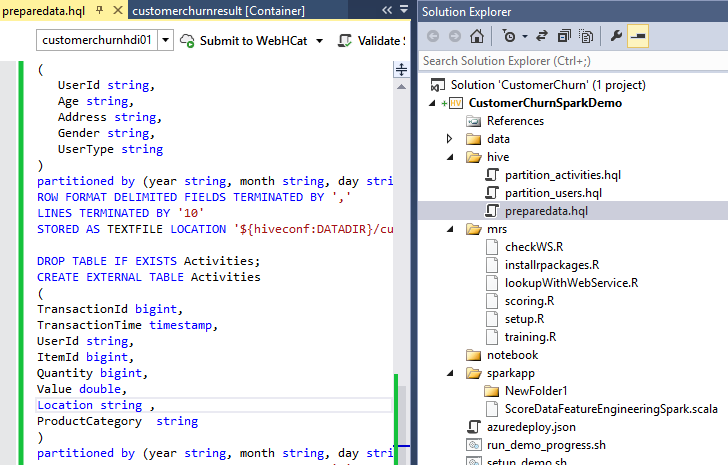 preparedata.hql
customerchurnresult [Container]
customerchurnhdi01
Submit to WebHCat
Validate
(
UserId string,
Age string,
Address string,
Gender string,
UserType string
)
partitioned by (year string, month string, day
ROW FORMAT DELIMITED FIELDS TERMINATED BY ','
LINES TERMINATED BY '10'
STORED AS TEXTFILE LOCATION '${hiveconf:DATADIR}/cu
DROP TABLE IF EXISTS Activities;
CREATE EXTERNAL TABLE Activities
(
TransactionId bigint,
TransactionTime timestamp,
UserId string,
ItemId bigint,
Quantity bigint,
Value double,
Location string ,
ProductCategory string
)
partitioned by (year string, month string, day
Solution Explorer
Search Solution Explorer (Ctrl+;)
Solution 'CustomerChurn' (1 project)
CustomerChurnSparkDemo
References
data
hive
partition_activities.hql
partition_users.hql
preparedata.hql
mrs
checkWS.R
installrpackages.R
lookupWithWebService.R
scoring.R
setup.R
training.R
notebook
sparkapp
NewFolder1
ScoreDataFeatureEngineeringSpark.scala
azuredeploy.json
run_demo_progress.sh
setup_demo.sh